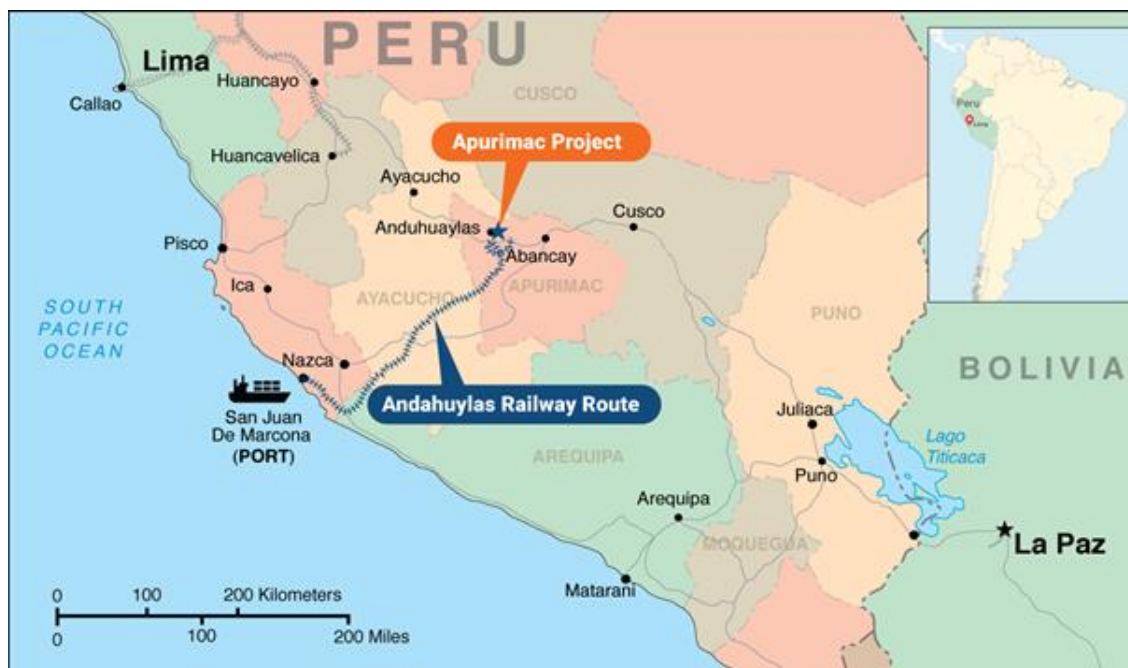 PERU
Lima
Callao
Huancayo
CUSCO
Peru
Lima
Apurimac Project
Huancavelica
Ayacucho
Anduhuaylas
Cusco
Abancay
Pisco
Ica
AYACUCHO
APURIMAC
PUNO
SOUTH
PACIFIC
OCEAN
Nazca
BOLIVIA
San Juan
De Marcona
(PORT)
Andahuylas Railway Route
Juliaca
Lago
Titicaca
Puno
AREQUIPA
Arequipa
MOQUEGUA
La Paz
Matarani
0 100 200 Kilometers
0 100 200 Miles